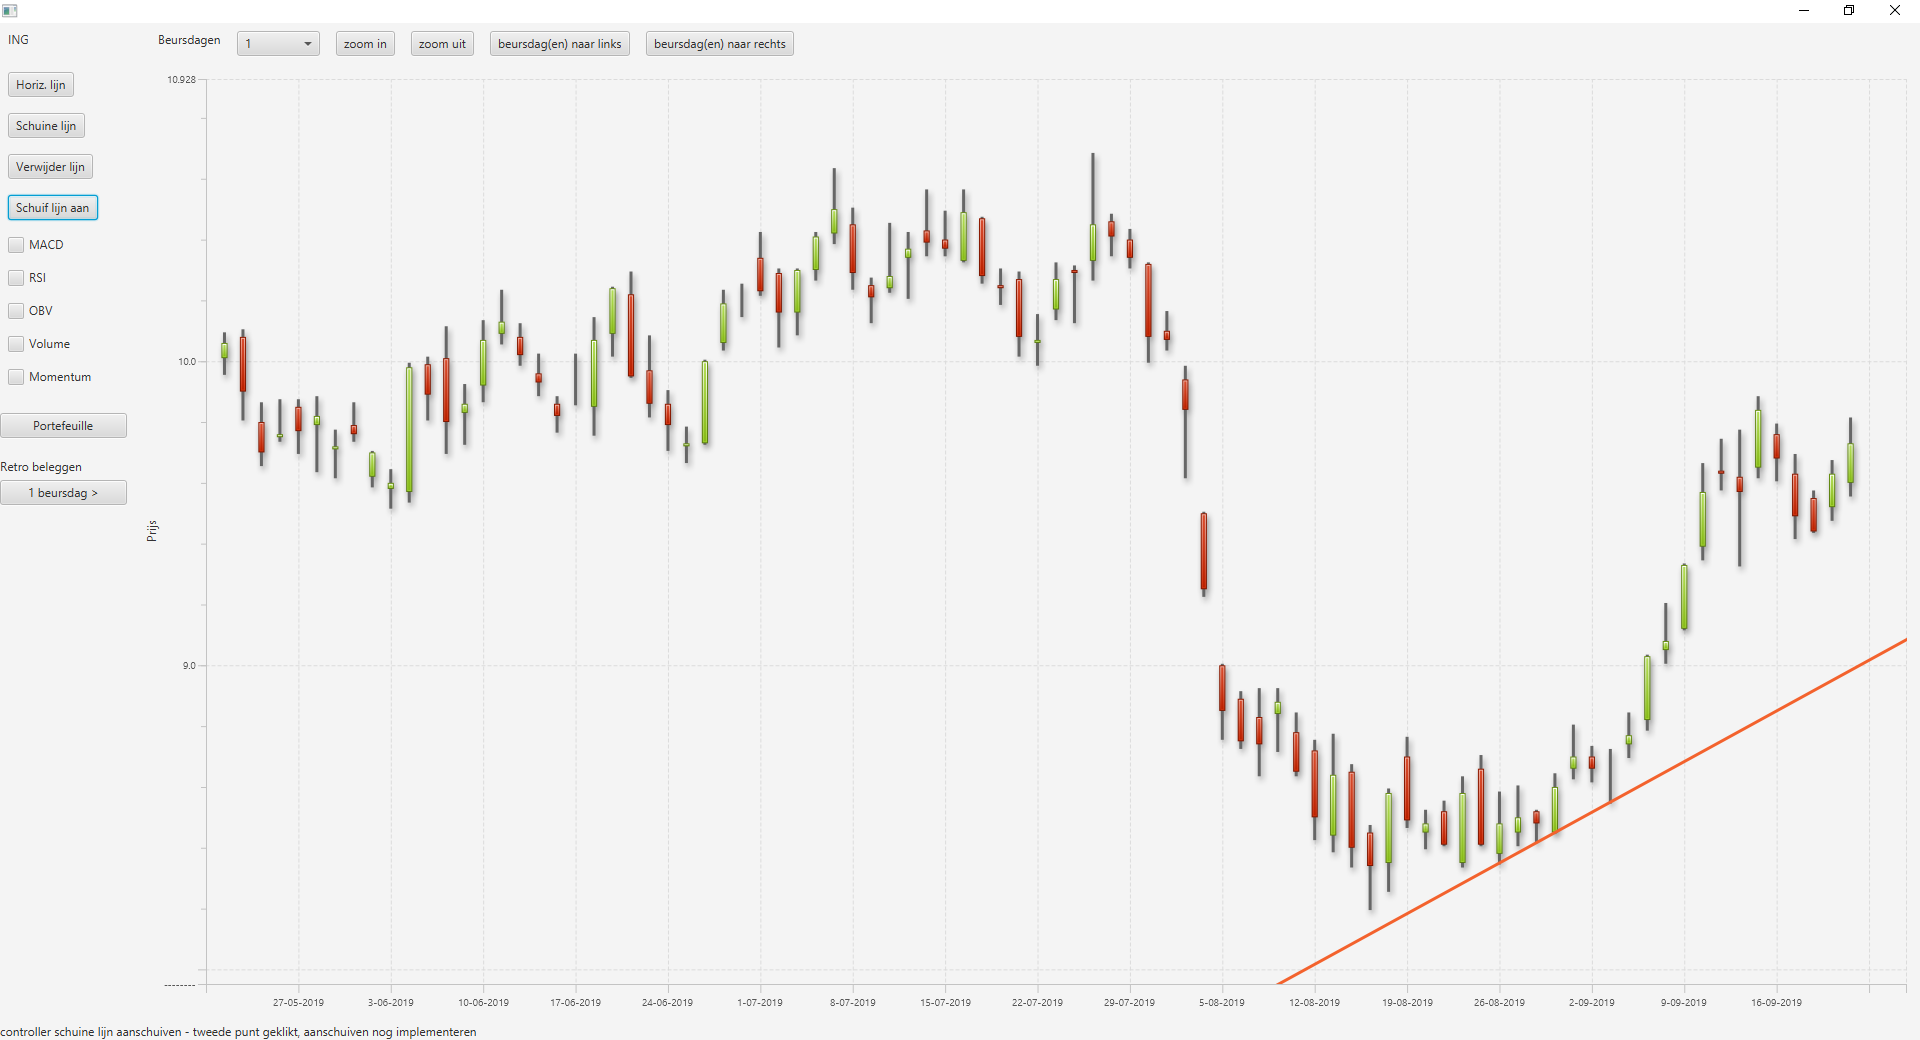 ING
Beursdagen 1 zoom in zoom uit beursdag(en) naar links beursdag(en) naar rechts
Horiz. lijn
Schuine lijn
Verwijder lijn
Schuif lijn aan
MACD
RSI
OBV
Volume
Momentum
Portefeuille
Retro beleggen
1 beursdag >
Prijs
10.928
10.0
9.0
--------
27-05-2019 3-06-2019 10-06-2019 17-06-2019 24-06-2019 1-07-2019 8-07-2019 15-07-2019 22-07-2019 29-07-2019 5-08-2019 12-08-2019 19-08-2019 26-08-2019 2-09-2019 9-09-2019 16-09-2019
controller schuine lijn aanschuiven - tweede punt geklikt, aanschuiven nog implementeren